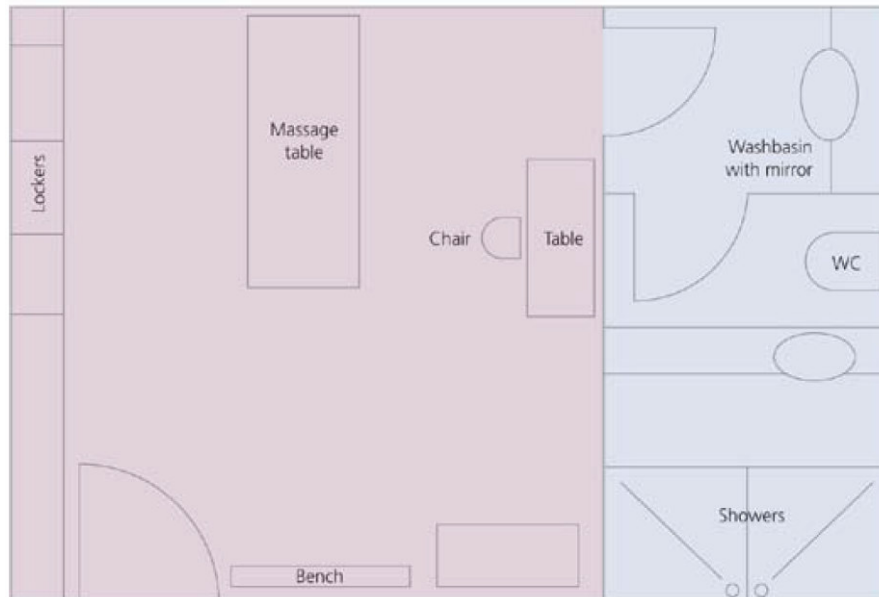 Massage
table
Lockers
Washbasin
with mirror
Chair
Table
WC
Showers
Bench